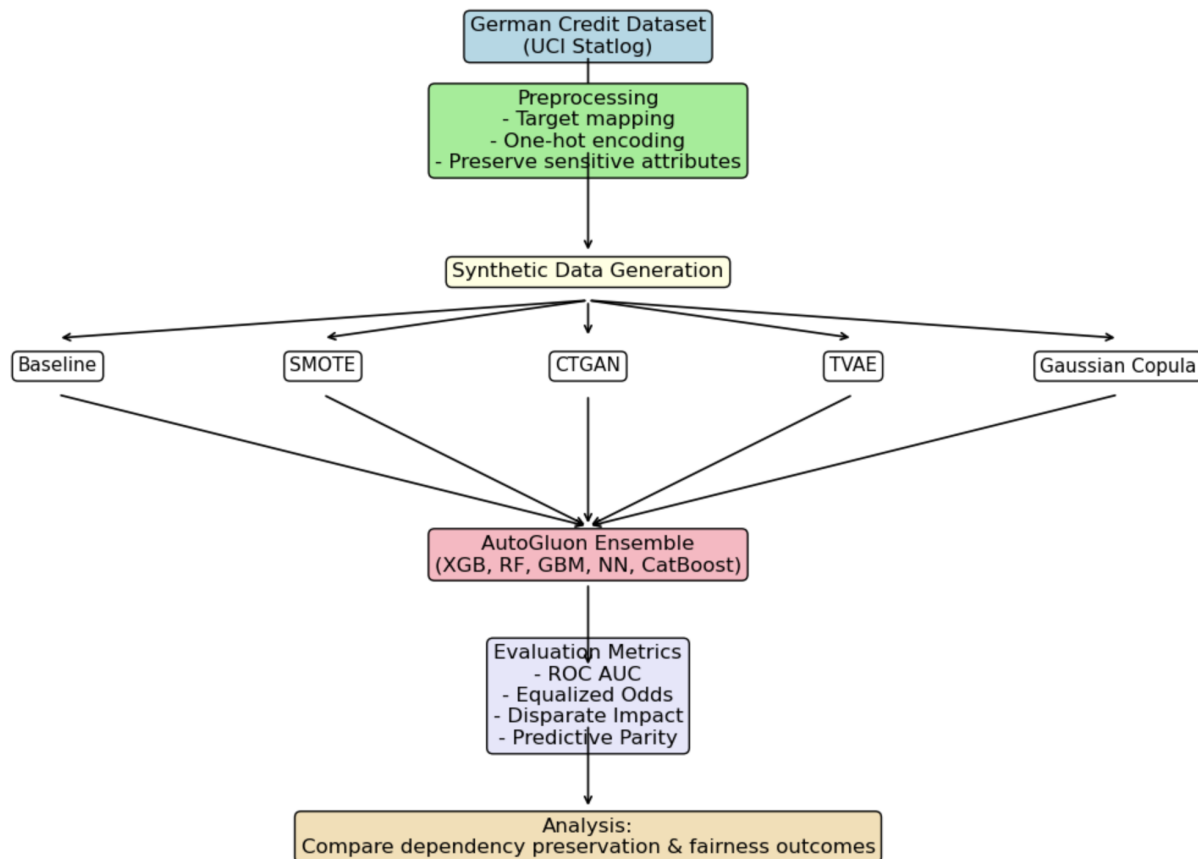 German Credit Dataset
(UCI Statlog)
Preprocessing
- Target mapping
- One-hot encoding
- Preserve sensitive attributes
Synthetic Data Generation
Baseline
SMOTE
CTGAN
TVAE
Gaussian Copula
AutoGluon Ensemble
(XGB, RF, GBM, NN, CatBoost)
Evaluation Metrics
- ROC AUC
- Equalized Odds
- Disparate Impact
- Predictive Parity
Analysis:
Compare dependency preservation & fairness outcomes